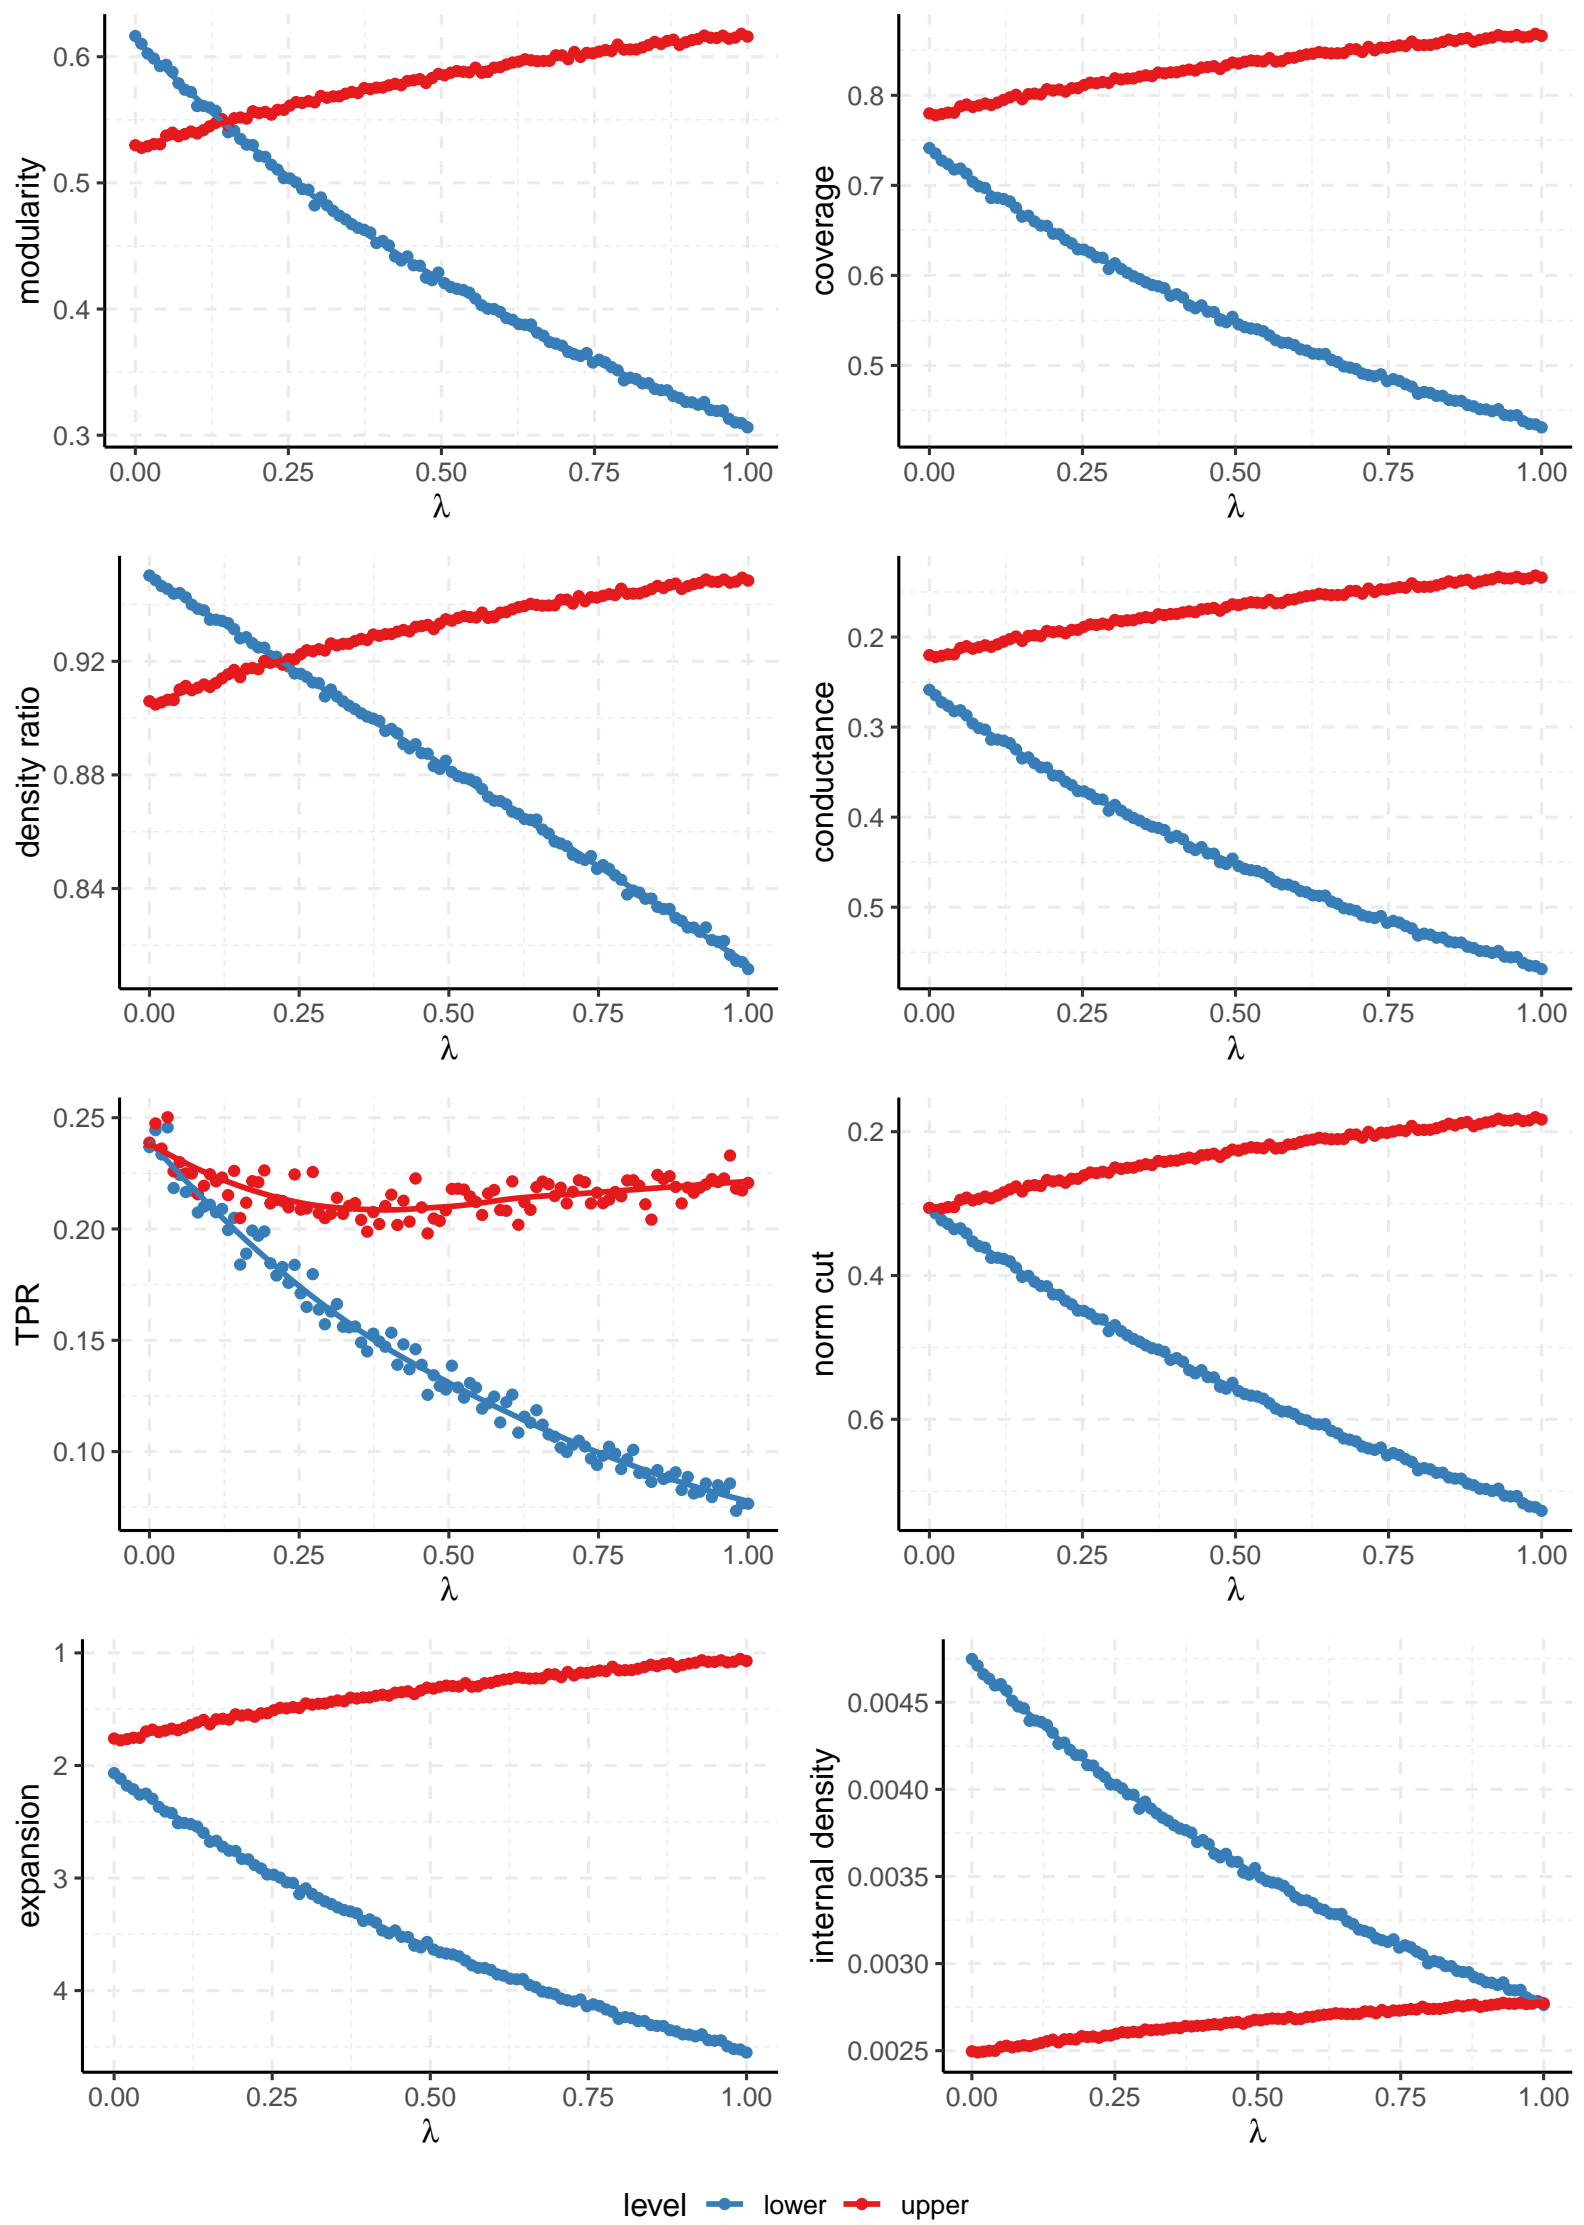 modularity
0.6
0.5
0.4
0.3
0.00 0.25 0.50 0.75 1.00
λ
coverage
0.8
0.7
0.6
0.5
0.00 0.25 0.50 0.75 1.00
λ
density ratio
0.92
0.88
0.84
0.00 0.25 0.50 0.75 1.00
λ
conductance
0.2
0.3
0.4
0.5
0.00 0.25 0.50 0.75 1.00
λ
TPR
0.25
0.20
0.15
0.10
0.00 0.25 0.50 0.75 1.00
λ
norm cut
0.2
0.4
0.6
0.00 0.25 0.50 0.75 1.00
λ
expansion
1
2
3
4
0.00 0.25 0.50 0.75 1.00
λ
internal density
0.0045
0.0040
0.0035
0.0030
0.0025
0.00 0.25 0.50 0.75 1.00
λ
level lower upper